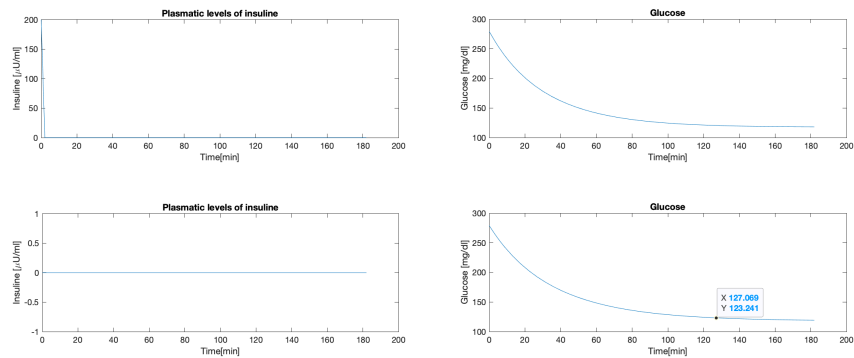 Plasmatic levels of insuline
200
150
100
50
0
Insuline [μU/ml]
0 20 40 60 80 100 120 140 160 180 200
Time[min]
Glucose
300
250
200
150
100
Glucose [mg/dl]
0 20 40 60 80 100 120 140 160 180 200
Time[min]
Plasmatic levels of insuline
1
0.5
0
-0.5
-1
Insuline [μU/ml]
0 20 40 60 80 100 120 140 160 180 200
Time[min]
Glucose
300
250
200
150
100
Glucose [mg/dl]
X 127.069
Y 123.241
0 20 40 60 80 100 120 140 160 180 200
Time[min]